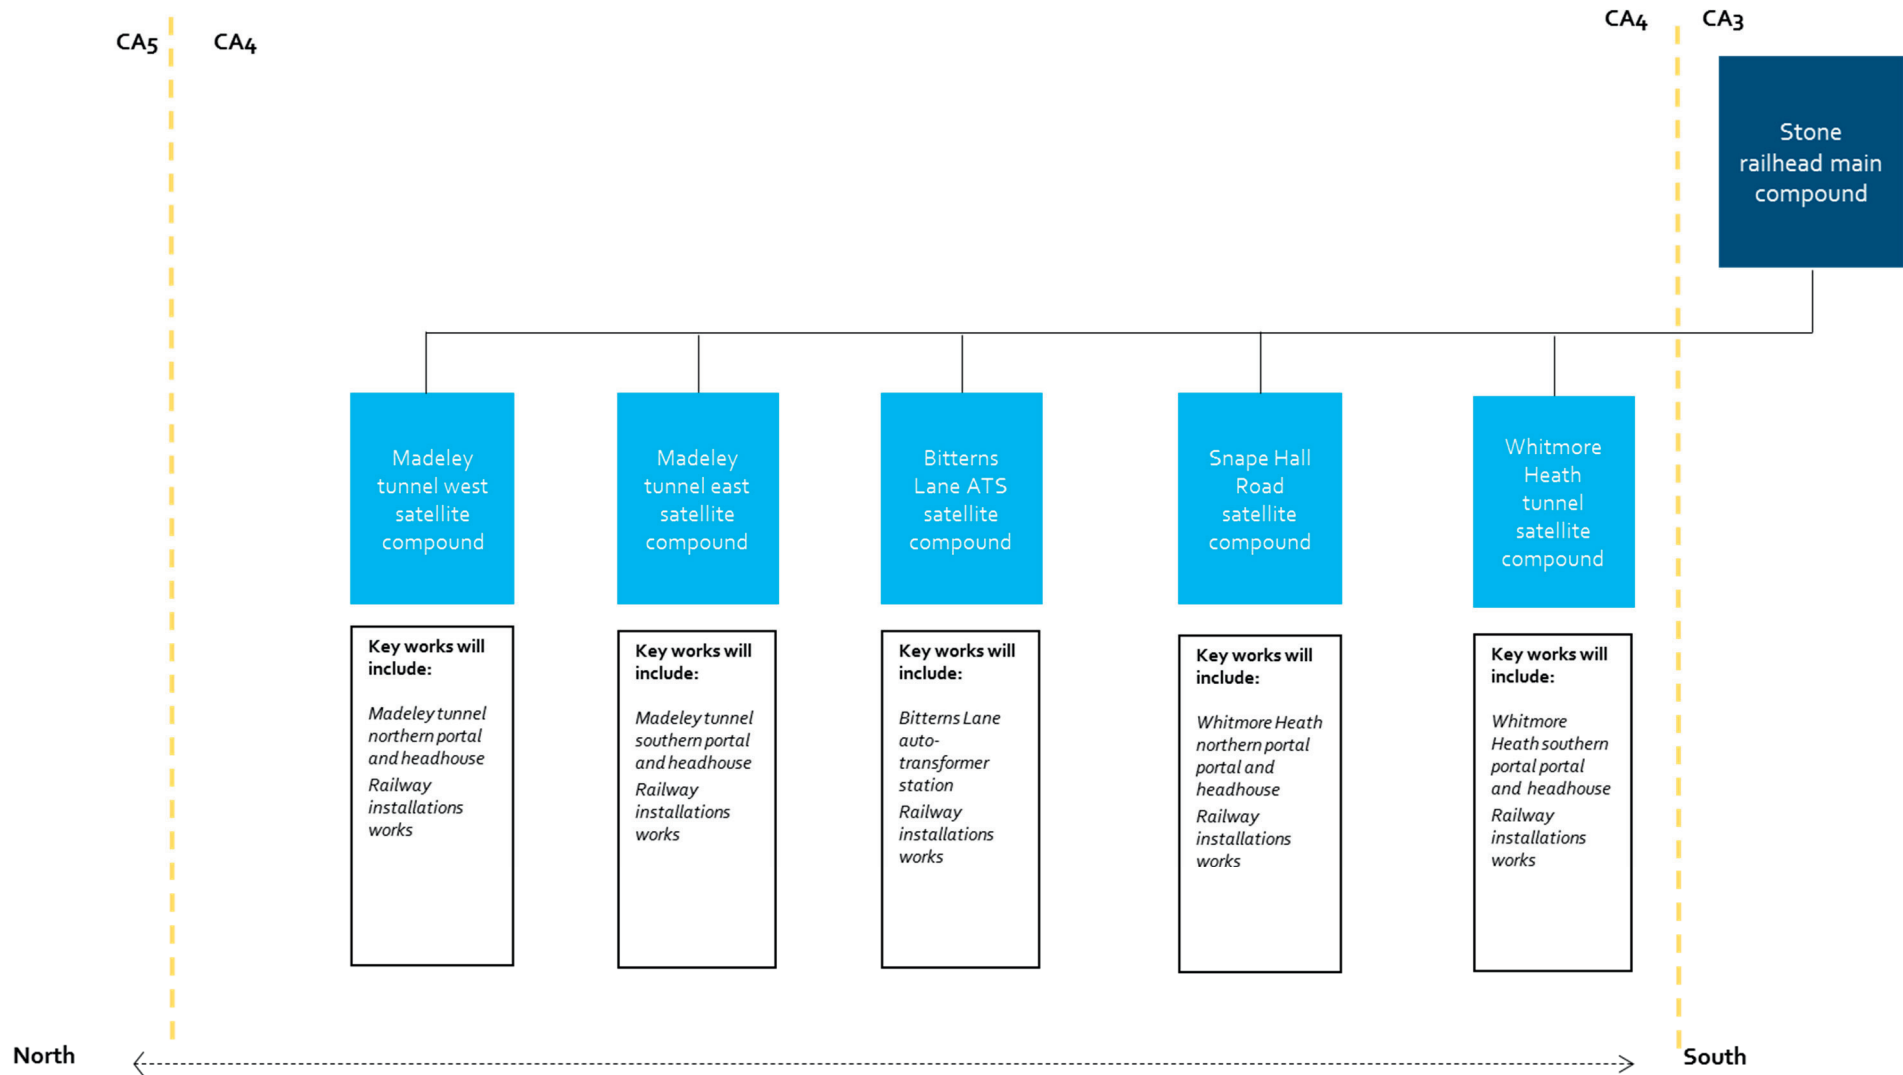 CA5
CA4
CA4
CA3
Stone
railhead main
compound
Madeley
tunnel west
satellite
compound
Madeley
tunnel east
satellite
compound
Bitterns
Lane ATS
satellite
compound
Snape Hall
Road
satellite
compound
Whitmore
Heath
tunnel
satellite
compound
Key works will
include:
Madeley tunnel
northern portal
and headhouse
Railway
installations
works
Key works will
include:
Madeley tunnel
southern portal
and headhouse
Railway
installations
works
Key works will
include:
Bitterns Lane
auto-
transformer
station
Railway
installations
works
Key works will
include:
Whitmore Heath
northern portal
portal and
headhouse
Railway
installations
works
Key works will
include:
Whitmore
Heath southern
portal portal
and headhouse
Railway
installations
works
North
South